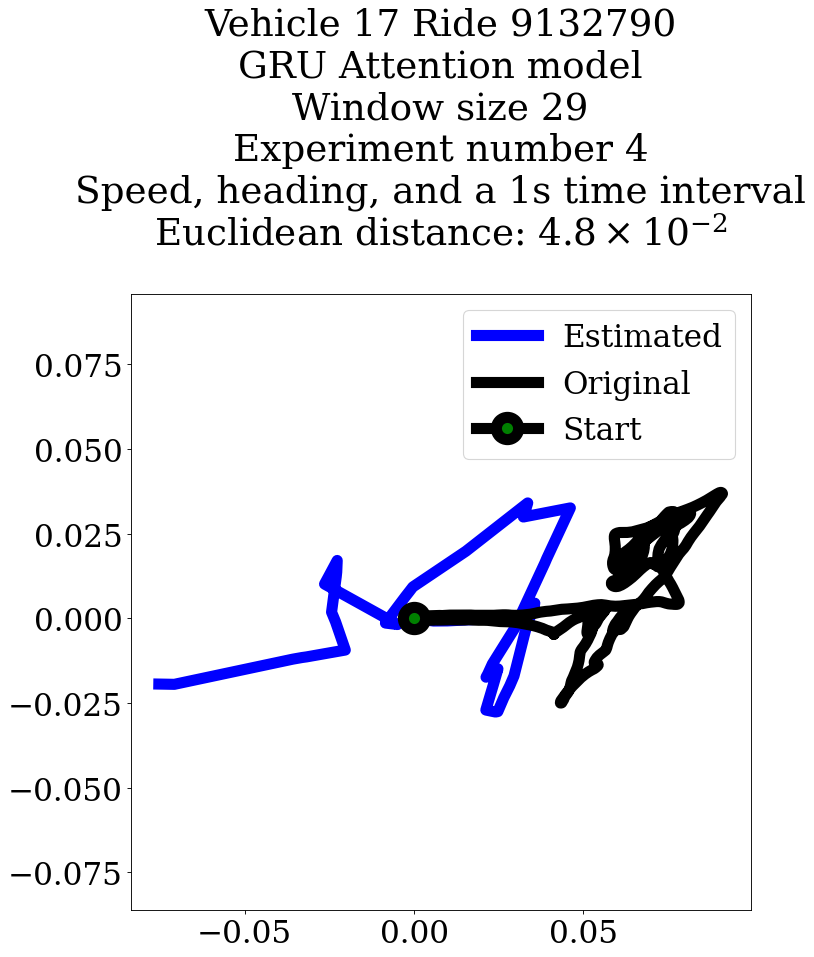 Vehicle 17 Ride 9132790
GRU Attention model
Window size 29
Experiment number 4
Speed, heading, and a 1s time interval
Euclidean distance: 4.8 × 10⁻²
Estimated
Original
Start
0.075
0.050
0.025
0.000
−0.025
−0.050
−0.075
−0.05 0.00 0.05